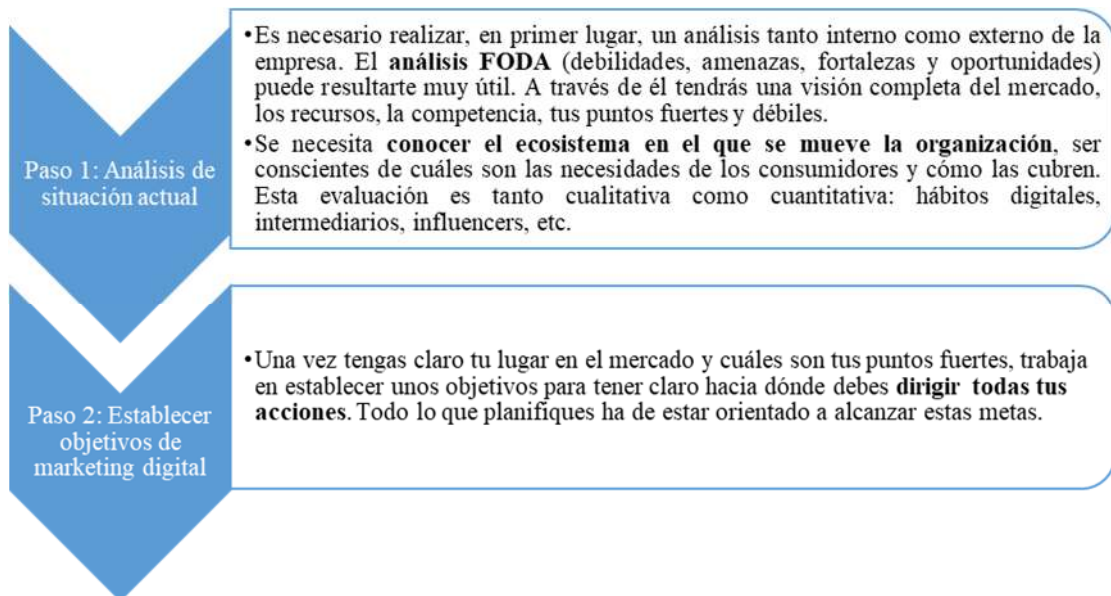 Paso 1: Análisis de
situación actual
•Es necesario realizar, en primer lugar, un análisis tanto interno como externo de la
empresa. El análisis FODA (debilidades, amenazas, fortalezas y oportunidades)
puede resultarte muy útil. A través de él tendrás una visión completa del mercado,
los recursos, la competencia, tus puntos fuertes y débiles.
•Se necesita conocer el ecosistema en el que se mueve la organización, ser
conscientes de cuáles son las necesidades de los consumidores y cómo las cubren.
Esta evaluación es tanto cualitativa como cuantitativa: hábitos digitales,
intermediarios, influencers, etc.
Paso 2: Establecer
objetivos de
marketing digital
•Una vez tengas claro tu lugar en el mercado y cuáles son tus puntos fuertes, trabaja
en establecer unos objetivos para tener claro hacia dónde debes dirigir todas tus
acciones. Todo lo que planifiques ha de estar orientado a alcanzar estas metas.